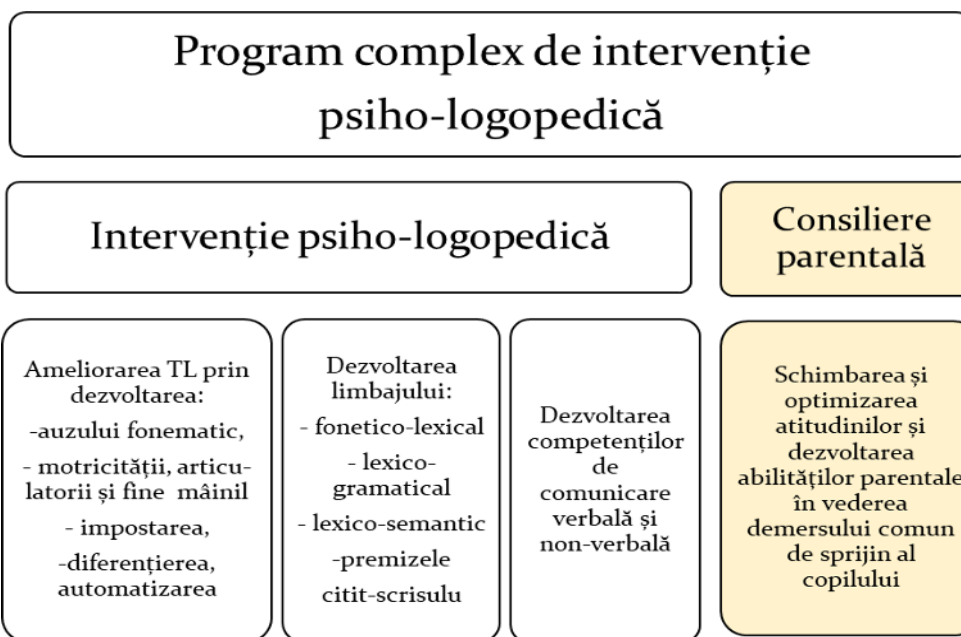 Program complex de intervenție
psiho-logopedică
Intervenție psiho-logopedică
Consiliere
parentală
Ameliorarea TL prin
dezvoltarea:
-auzului fonematic,
- motricității, articu-
latorii și fine mâinil
- impostarea,
-diferențierea,
automatizarea
Dezvoltarea
limbajului:
- fonetico-lexical
- lexico-
gramatical
- lexico-semantic
-premizele
citit-scrisulu
Dezvoltarea
competenților
de
comunicare
verbală și
non-verbală
Schimbarea și
optimizarea
atitudinilor și
dezvoltarea
abilităților parentale
în vederea
demersului comun
de sprijin al
copilului